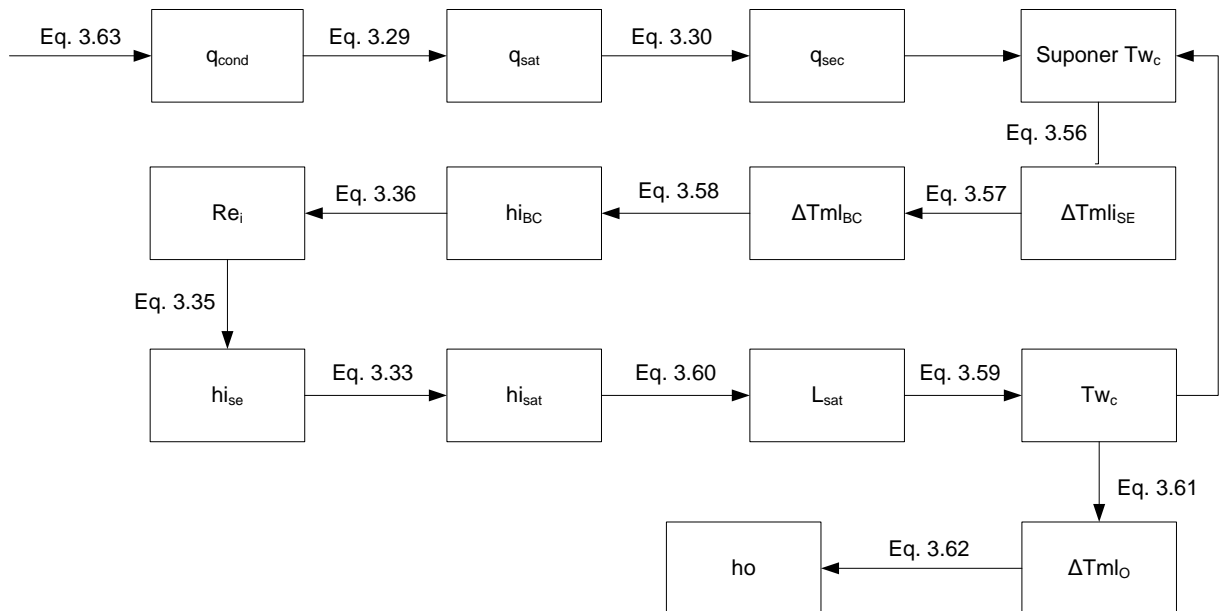 Eq. 3.63
q_cond
Eq. 3.29
q_sat
Eq. 3.30
q_sec
Suponer Tw_c
Eq. 3.56
Re_i
Eq. 3.36
hi_BC
Eq. 3.58
ΔTml_BC
Eq. 3.57
ΔTmli_SE
Eq. 3.35
hi_se
Eq. 3.33
hi_sat
Eq. 3.60
L_sat
Eq. 3.59
Tw_c
Eq. 3.61
ho
Eq. 3.62
ΔTml_O